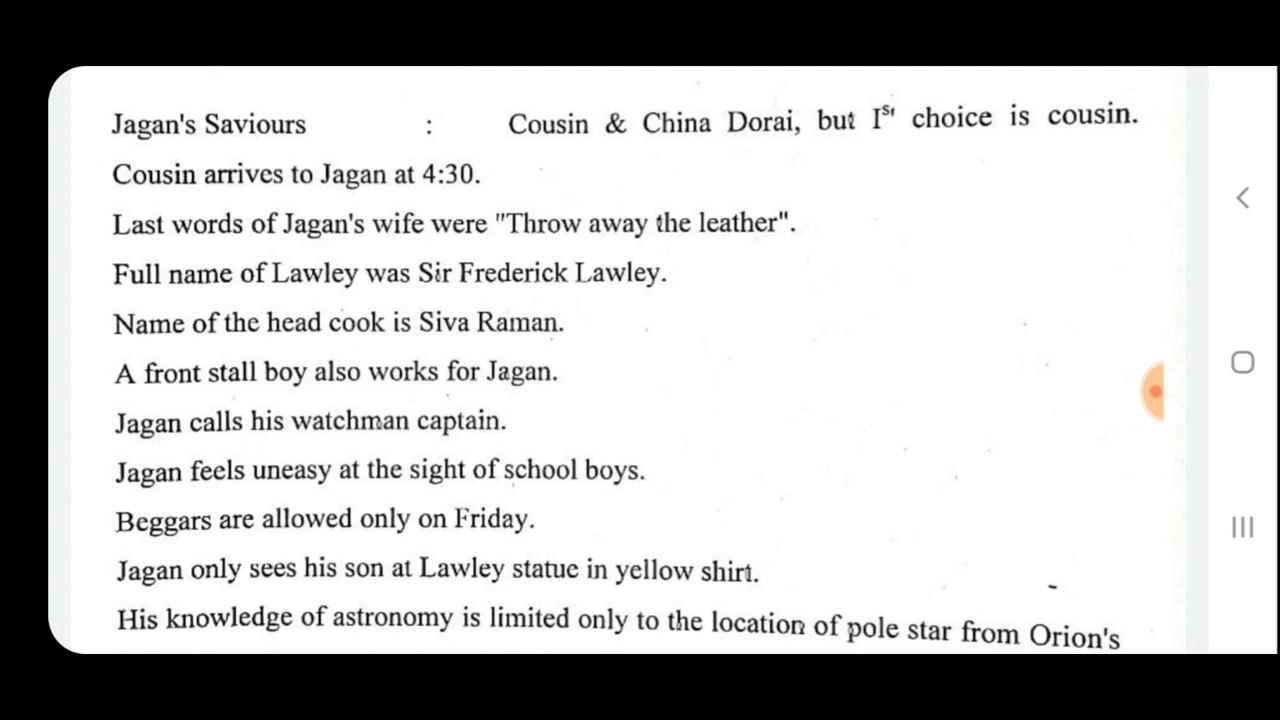 Jagan's Saviours : Cousin & China Dorai, but Ist choice is cousin.
Cousin arrives to Jagan at 4:30.
Last words of Jagan's wife were "Throw away the leather".
Full name of Lawley was Sir Frederick Lawley.
Name of the head cook is Siva Raman.
A front stall boy also works for Jagan.
Jagan calls his watchman captain.
Jagan feels uneasy at the sight of school boys.
Beggars are allowed only on Friday.
Jagan only sees his son at Lawley statue in yellow shirt.
His knowledge of astronomy is limited only to the location of pole star from Orion's